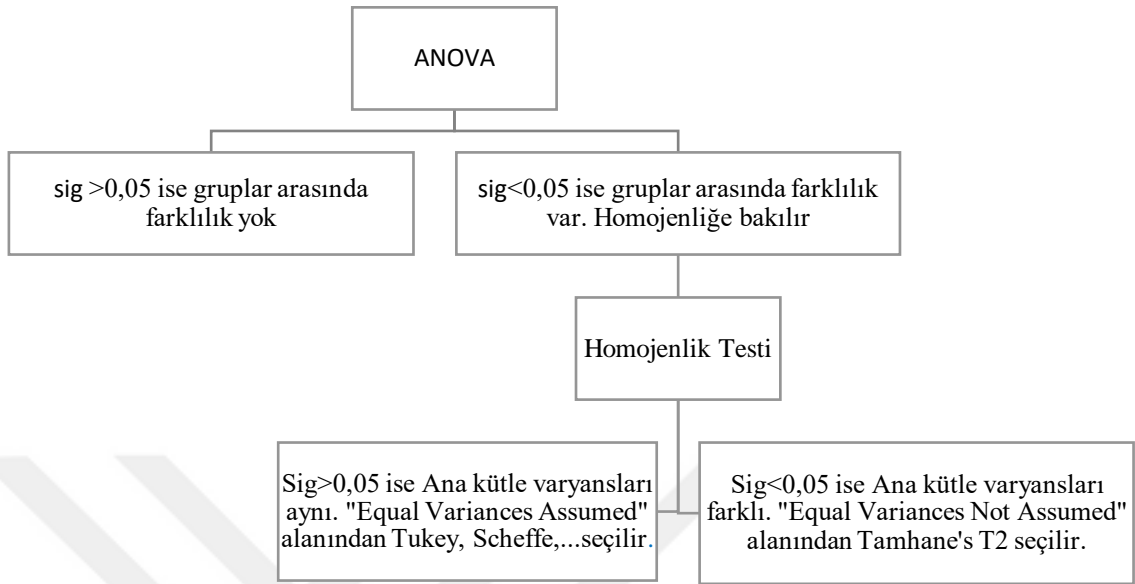 ANOVA
sig >0,05 ise gruplar arasında
farklılık yok
sig<0,05 ise gruplar arasında farklılık
var. Homojenliğe bakılır
Homojenlik Testi
Sig>0,05 ise Ana kütle varyansları
aynı. "Equal Variances Assumed"
alanından Tukey, Scheffe,...seçilir.
Sig<0,05 ise Ana kütle varyansları
farklı. "Equal Variances Not Assumed"
alanından Tamhane's T2 seçilir.